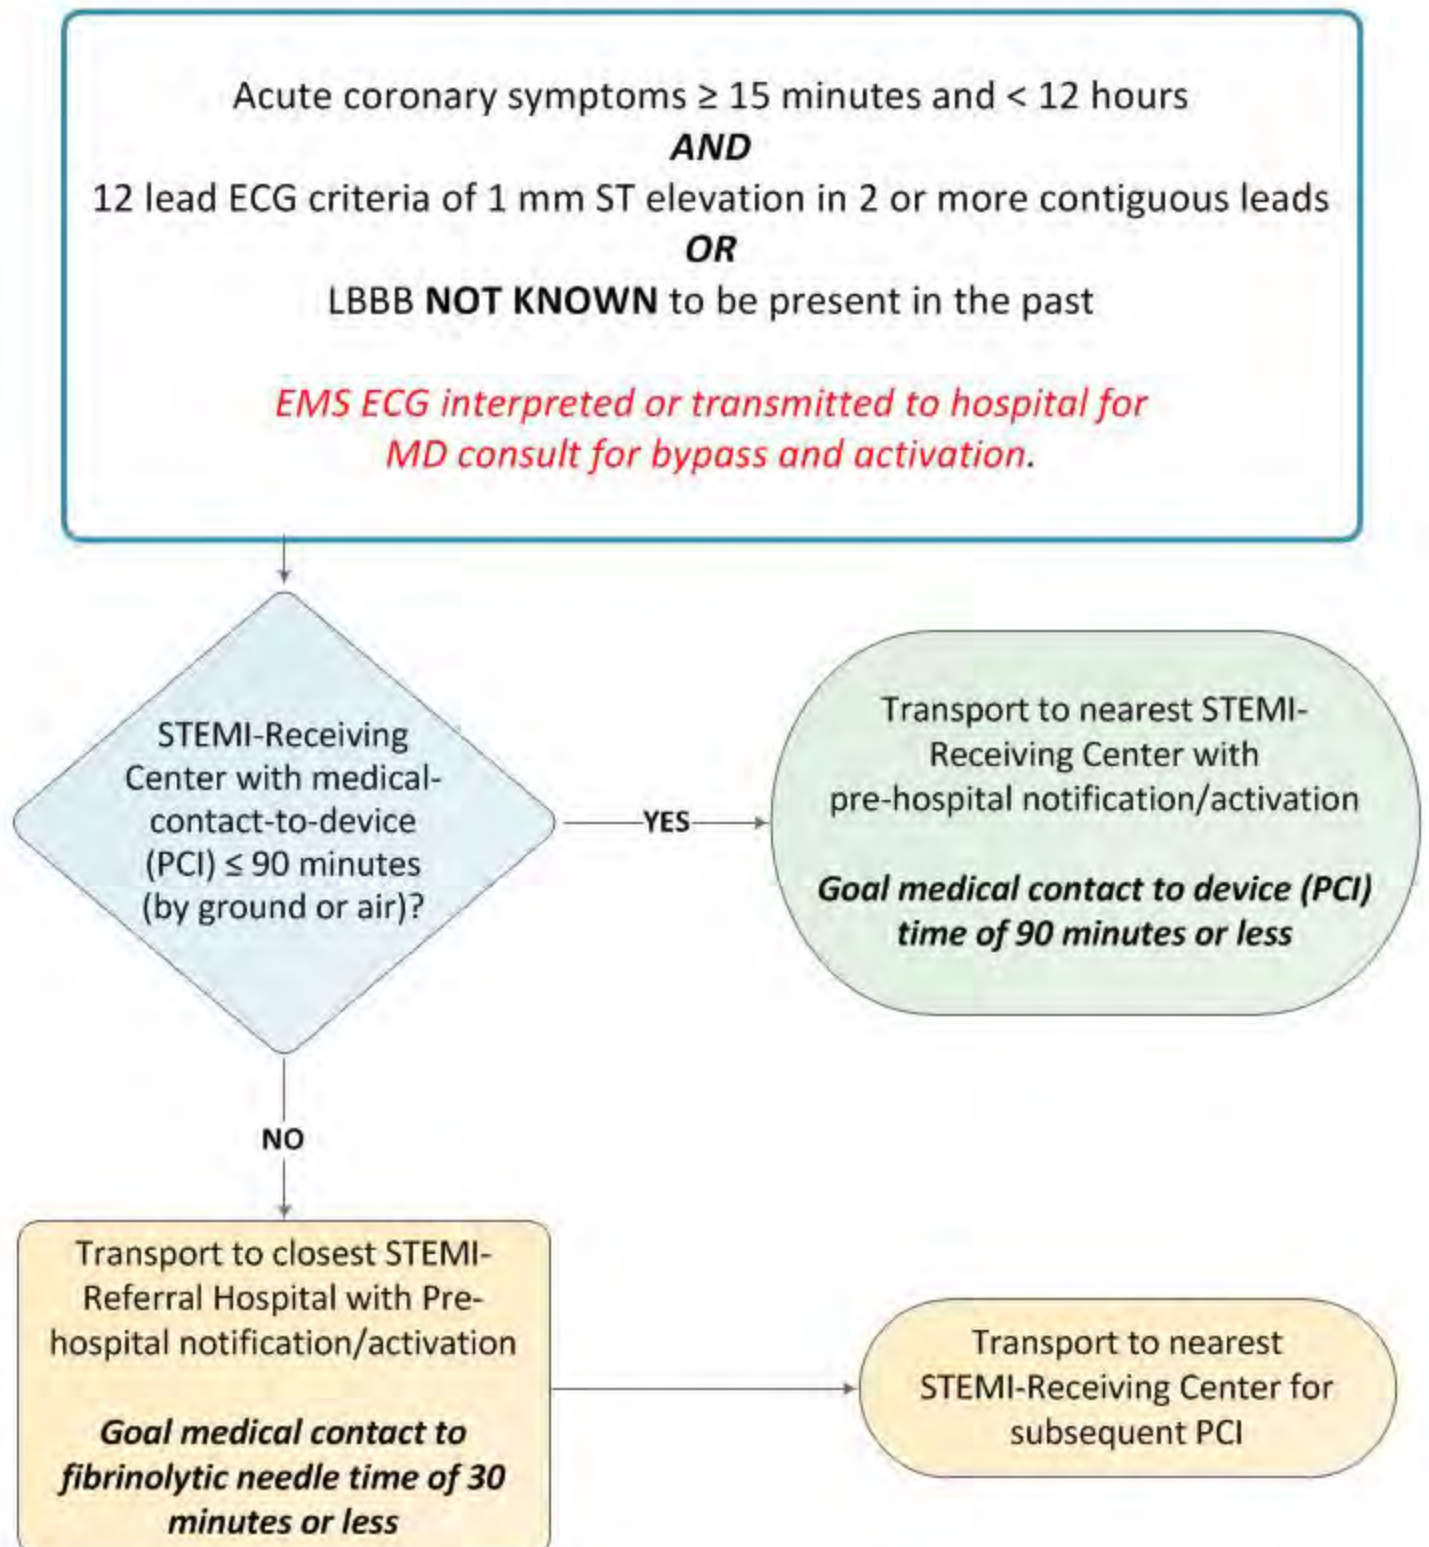 Acute coronary symptoms ≥ 15 minutes and < 12 hours
AND
12 lead ECG criteria of 1 mm ST elevation in 2 or more contiguous leads
OR
LBBB NOT KNOWN to be present in the past
EMS ECG interpreted or transmitted to hospital for
MD consult for bypass and activation.
STEMI-Receiving
Center with medical-
contact-to-device
(PCI) ≤ 90 minutes
(by ground or air)?
YES
Transport to nearest STEMI-
Receiving Center with
pre-hospital notification/activation
Goal medical contact to device (PCI)
time of 90 minutes or less
NO
Transport to closest STEMI-
Referral Hospital with Pre-
hospital notification/activation
Goal medical contact to
fibrinolytic needle time of 30
minutes or less
Transport to nearest
STEMI-Receiving Center for
subsequent PCI